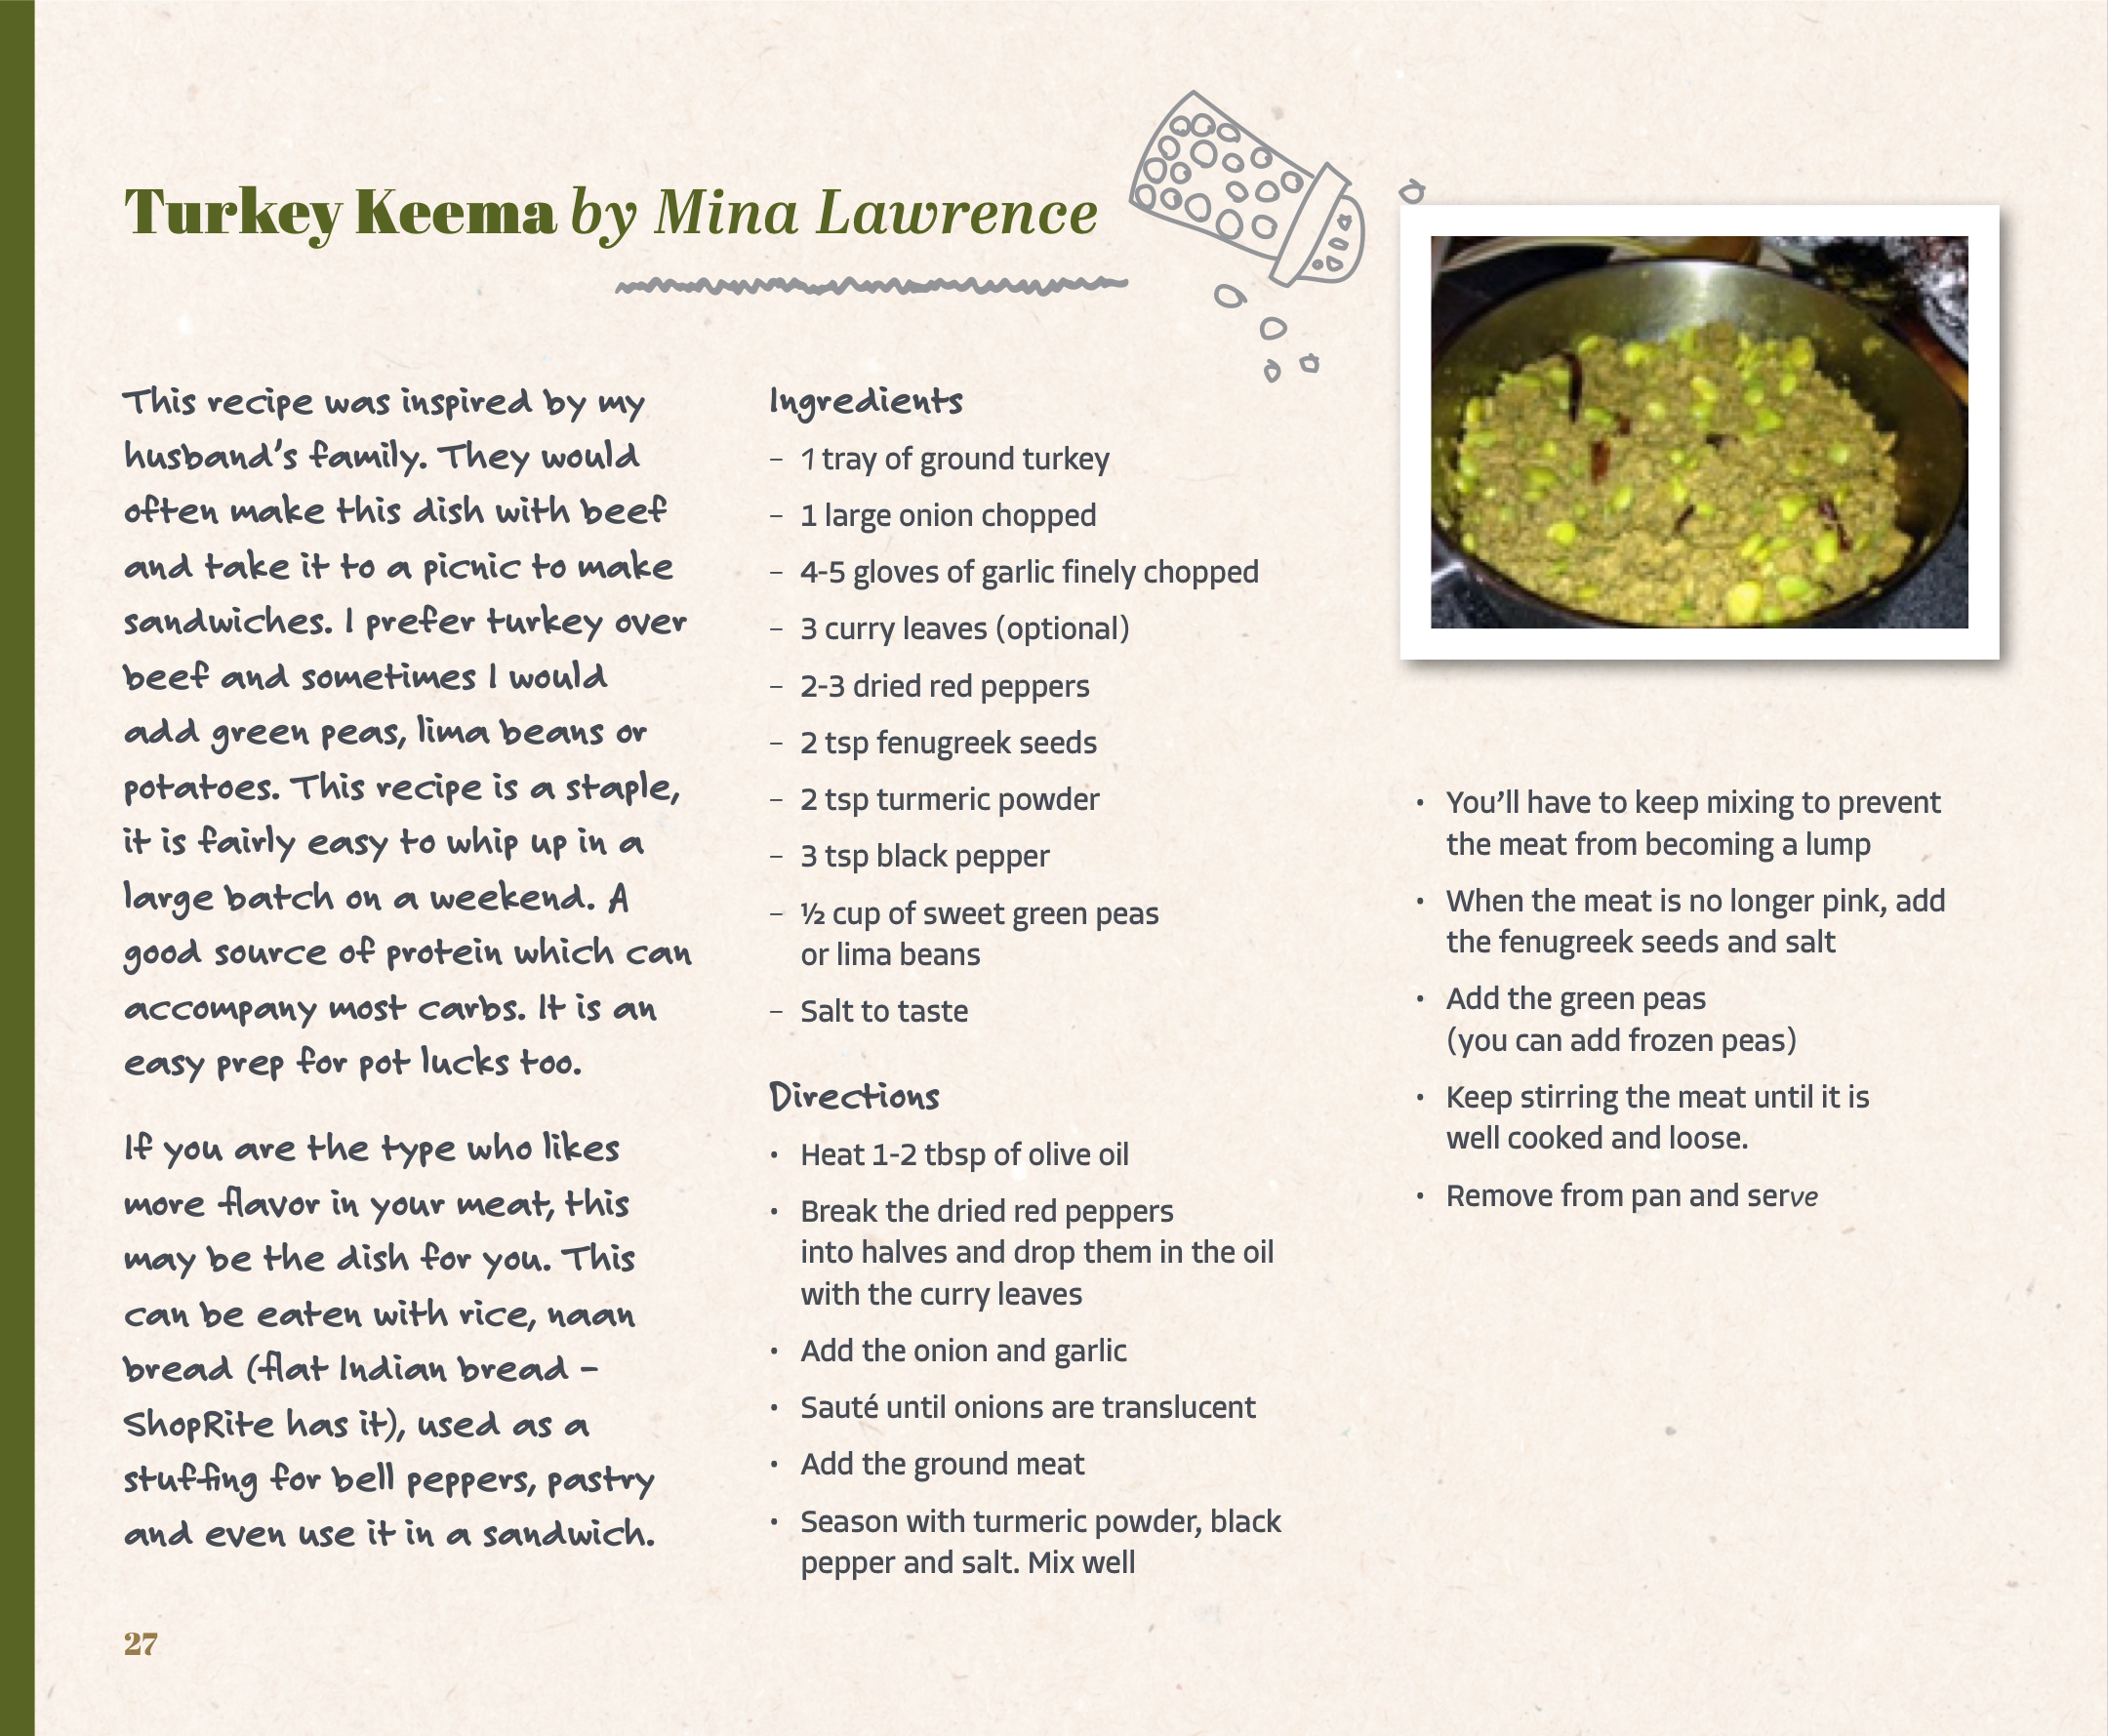 Turkey Keema by Mina Lawrence
This recipe was inspired by my
husband's family. They would
often make this dish with beef
and take it to a picnic to make
sandwiches. I prefer turkey over
beef and sometimes I would
add green peas, lima beans or
potatoes. This recipe is a staple,
it is fairly easy to whip up in a
large batch on a weekend. A
good source of protein which can
accompany most carbs. It is an
easy prep for pot lucks too.
If you are the type who likes
more flavor in your meat, this
may be the dish for you. This
can be eaten with rice, naan
bread (flat Indian bread –
ShopRite has it), used as a
stuffing for bell peppers, pastry
and even use it in a sandwich.
Ingredients
– 1 tray of ground turkey
– 1 large onion chopped
– 4-5 gloves of garlic finely chopped
– 3 curry leaves (optional)
– 2-3 dried red peppers
– 2 tsp fenugreek seeds
– 2 tsp turmeric powder
– 3 tsp black pepper
– ½ cup of sweet green peas
or lima beans
– Salt to taste
Directions
• Heat 1-2 tbsp of olive oil
• Break the dried red peppers
into halves and drop them in the oil
with the curry leaves
• Add the onion and garlic
• Sauté until onions are translucent
• Add the ground meat
• Season with turmeric powder, black
pepper and salt. Mix well
• You'll have to keep mixing to prevent
the meat from becoming a lump
• When the meat is no longer pink, add
the fenugreek seeds and salt
• Add the green peas
(you can add frozen peas)
• Keep stirring the meat until it is
well cooked and loose.
• Remove from pan and serve
27